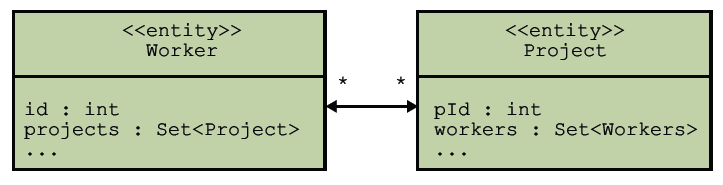 <<entity>>
Worker
id : int
projects : Set<Project>
...
* *
<<entity>>
Project
pId : int
workers : Set<Workers>
...